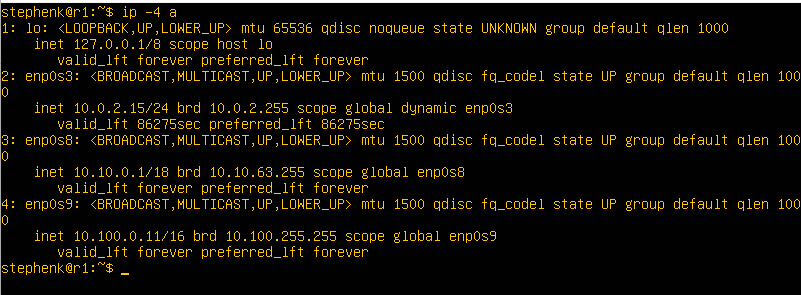 stephenk@r1:~$ ip -4 a
1: lo: <LOOPBACK,UP,LOWER_UP> mtu 65536 qdisc noqueue state UNKNOWN group default qlen 1000
    inet 127.0.0.1/8 scope host lo
       valid_lft forever preferred_lft forever
2: enp0s3: <BROADCAST,MULTICAST,UP,LOWER_UP> mtu 1500 qdisc fq_codel state UP group default qlen 100
0
    inet 10.0.2.15/24 brd 10.0.2.255 scope global dynamic enp0s3
       valid_lft 86275sec preferred_lft 86275sec
3: enp0s8: <BROADCAST,MULTICAST,UP,LOWER_UP> mtu 1500 qdisc fq_codel state UP group default qlen 100
0
    inet 10.10.0.1/18 brd 10.10.63.255 scope global enp0s8
       valid_lft forever preferred_lft forever
4: enp0s9: <BROADCAST,MULTICAST,UP,LOWER_UP> mtu 1500 qdisc fq_codel state UP group default qlen 100
0
    inet 10.100.0.11/16 brd 10.100.255.255 scope global enp0s9
       valid_lft forever preferred_lft forever
stephenk@r1:~$ _